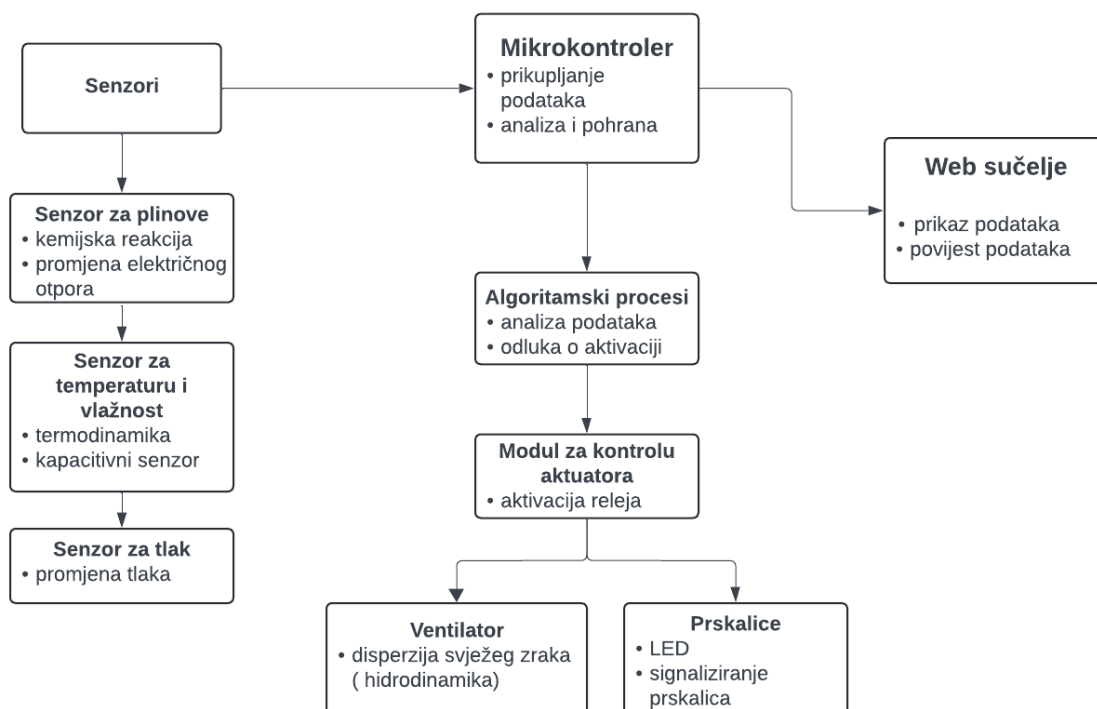 Senzori
Senzor za plinove
• kemijska reakcija
• promjena električnog
otpora
Senzor za
temperaturu i
vlažnost
• termodinamika
• kapacitivni senzor
Senzor za tlak
• promjena tlaka
Mikrokontroler
• prikupljanje
podataka
• analiza i pohrana
Algoritamski procesi
• analiza podataka
• odluka o aktivaciji
Modul za kontrolu
aktuatora
• aktivacija releja
Ventilator
• disperzija svježeg zraka
( hidrodinamika)
Prskalice
• LED
• signaliziranje
prskalica
Web sučelje
• prikaz podataka
• povijest podataka